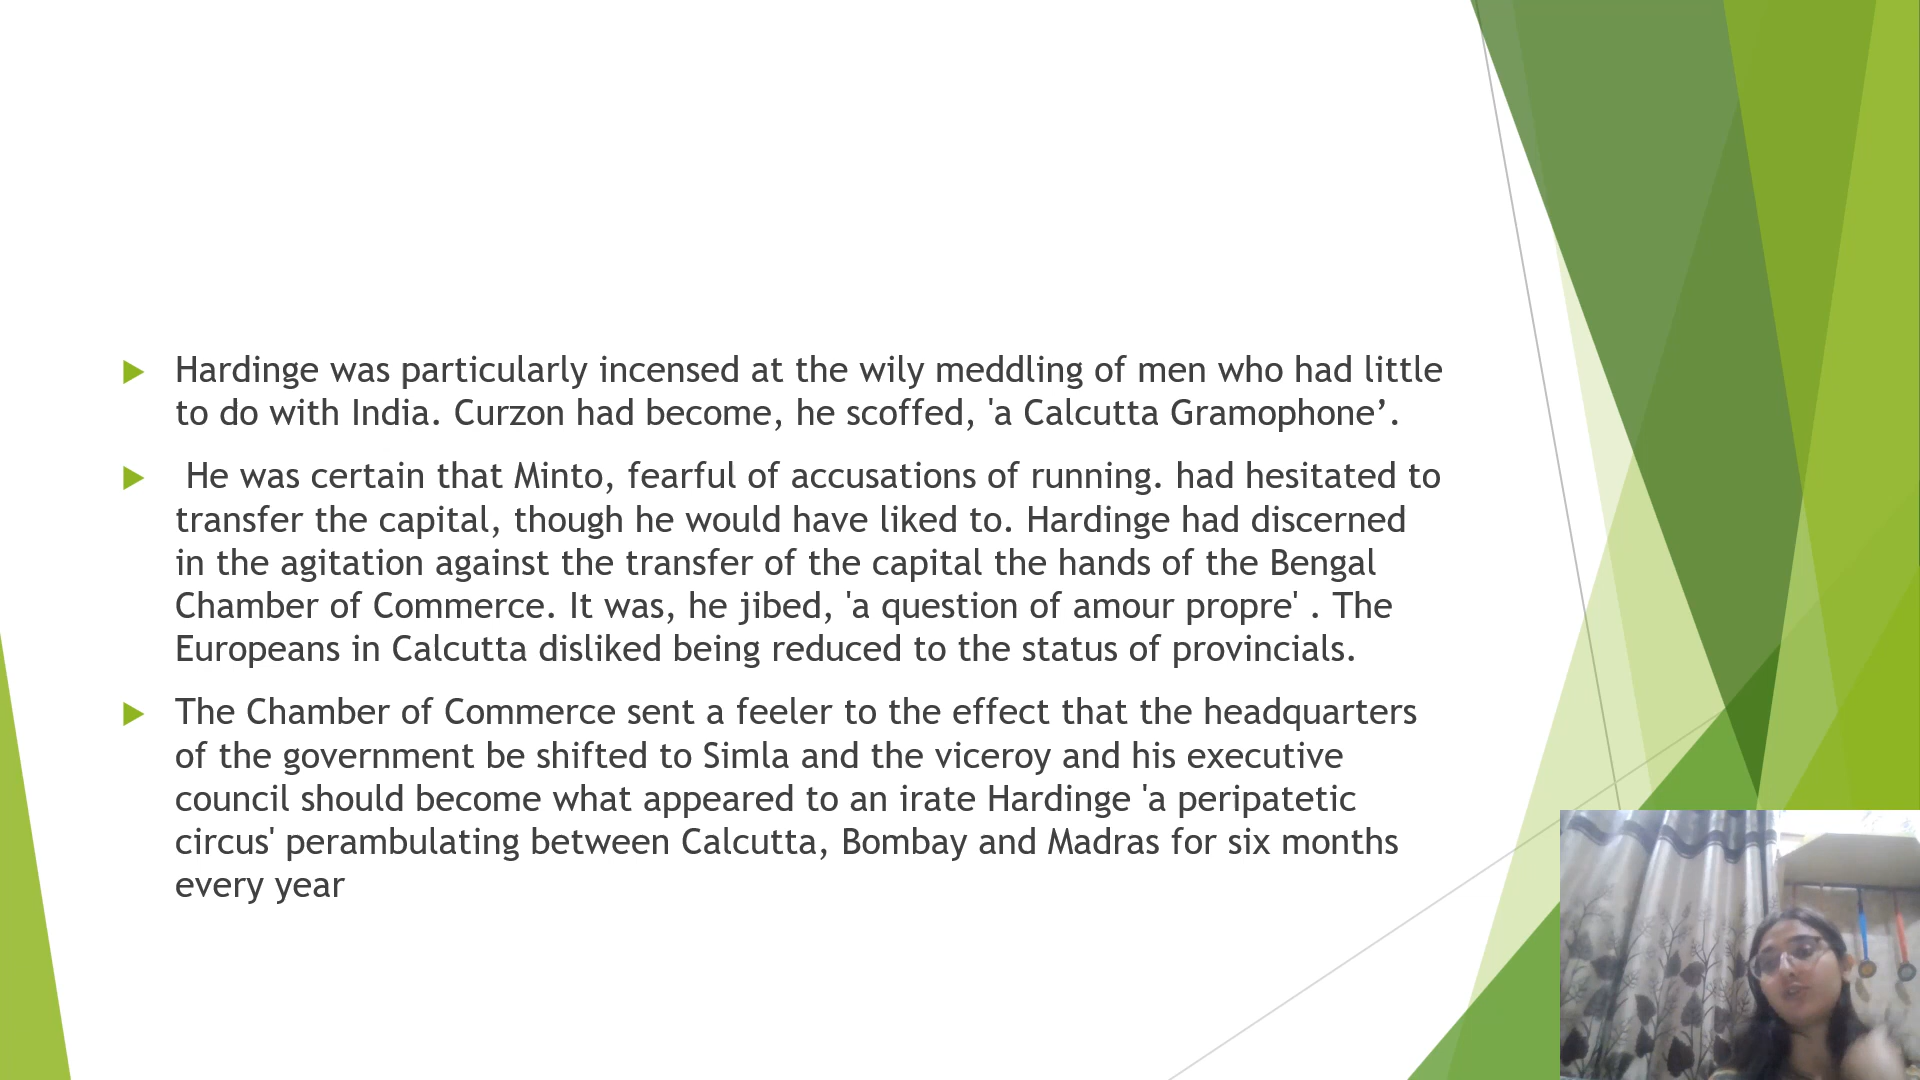 Hardinge was particularly incensed at the wily meddling of men who had little
to do with India. Curzon had become, he scoffed, 'a Calcutta Gramophone’.
He was certain that Minto, fearful of accusations of running. had hesitated to
transfer the capital, though he would have liked to. Hardinge had discerned
in the agitation against the transfer of the capital the hands of the Bengal
Chamber of Commerce. It was, he jibed, 'a question of amour propre' . The
Europeans in Calcutta disliked being reduced to the status of provincials.
The Chamber of Commerce sent a feeler to the effect that the headquarters
of the government be shifted to Simla and the viceroy and his executive
council should become what appeared to an irate Hardinge 'a peripatetic
circus' perambulating between Calcutta, Bombay and Madras for six months
every year